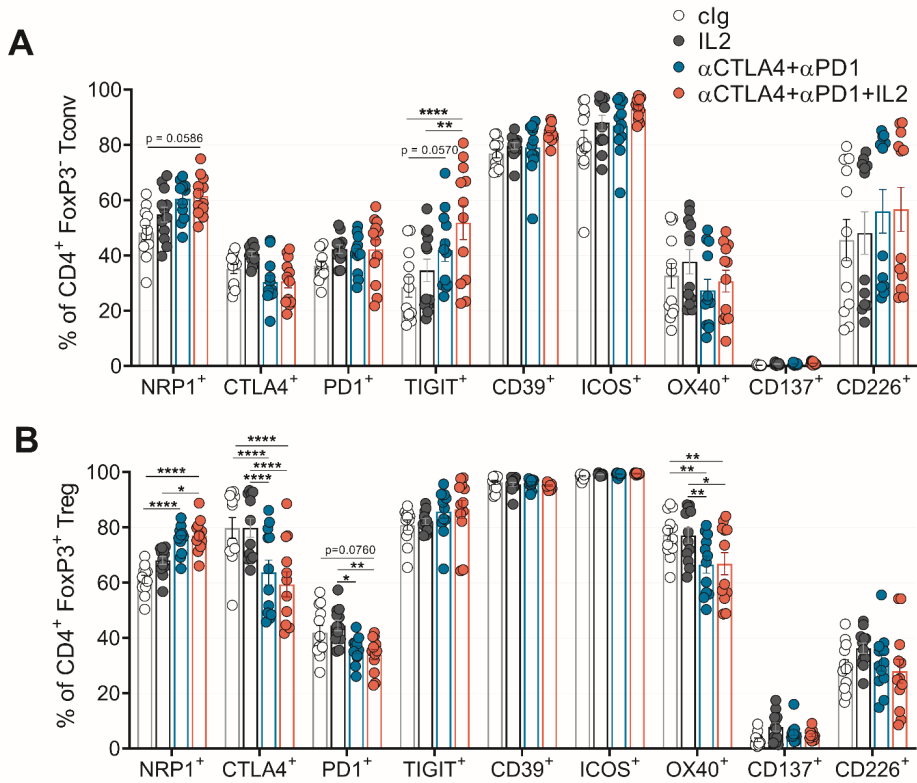 cIg
IL2
αCTLA4+αPD1
αCTLA4+αPD1+IL2
A
% of CD4⁺ FoxP3⁻ Tconv
100
80
60
40
20
0
p = 0.0586
****
**
p = 0.0570
NRP1⁺ CTLA4⁺ PD1⁺ TIGIT⁺ CD39⁺ ICOS⁺ OX40⁺ CD137⁺ CD226⁺
B
% of CD4⁺ FoxP3⁺ Treg
100
80
60
40
20
0
****
*
****
****
****
****
****
p=0.0760
**
*
**
**
*
**
NRP1⁺ CTLA4⁺ PD1⁺ TIGIT⁺ CD39⁺ ICOS⁺ OX40⁺ CD137⁺ CD226⁺